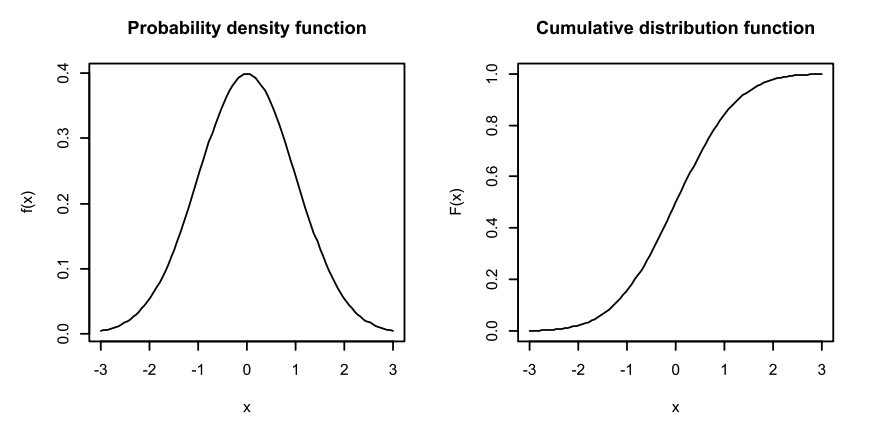 Probability density function
f(x)
0.4
0.3
0.2
0.1
0.0
-3 -2 -1 0 1 2 3
x
Cumulative distribution function
F(x)
1.0
0.8
0.6
0.4
0.2
0.0
-3 -2 -1 0 1 2 3
x